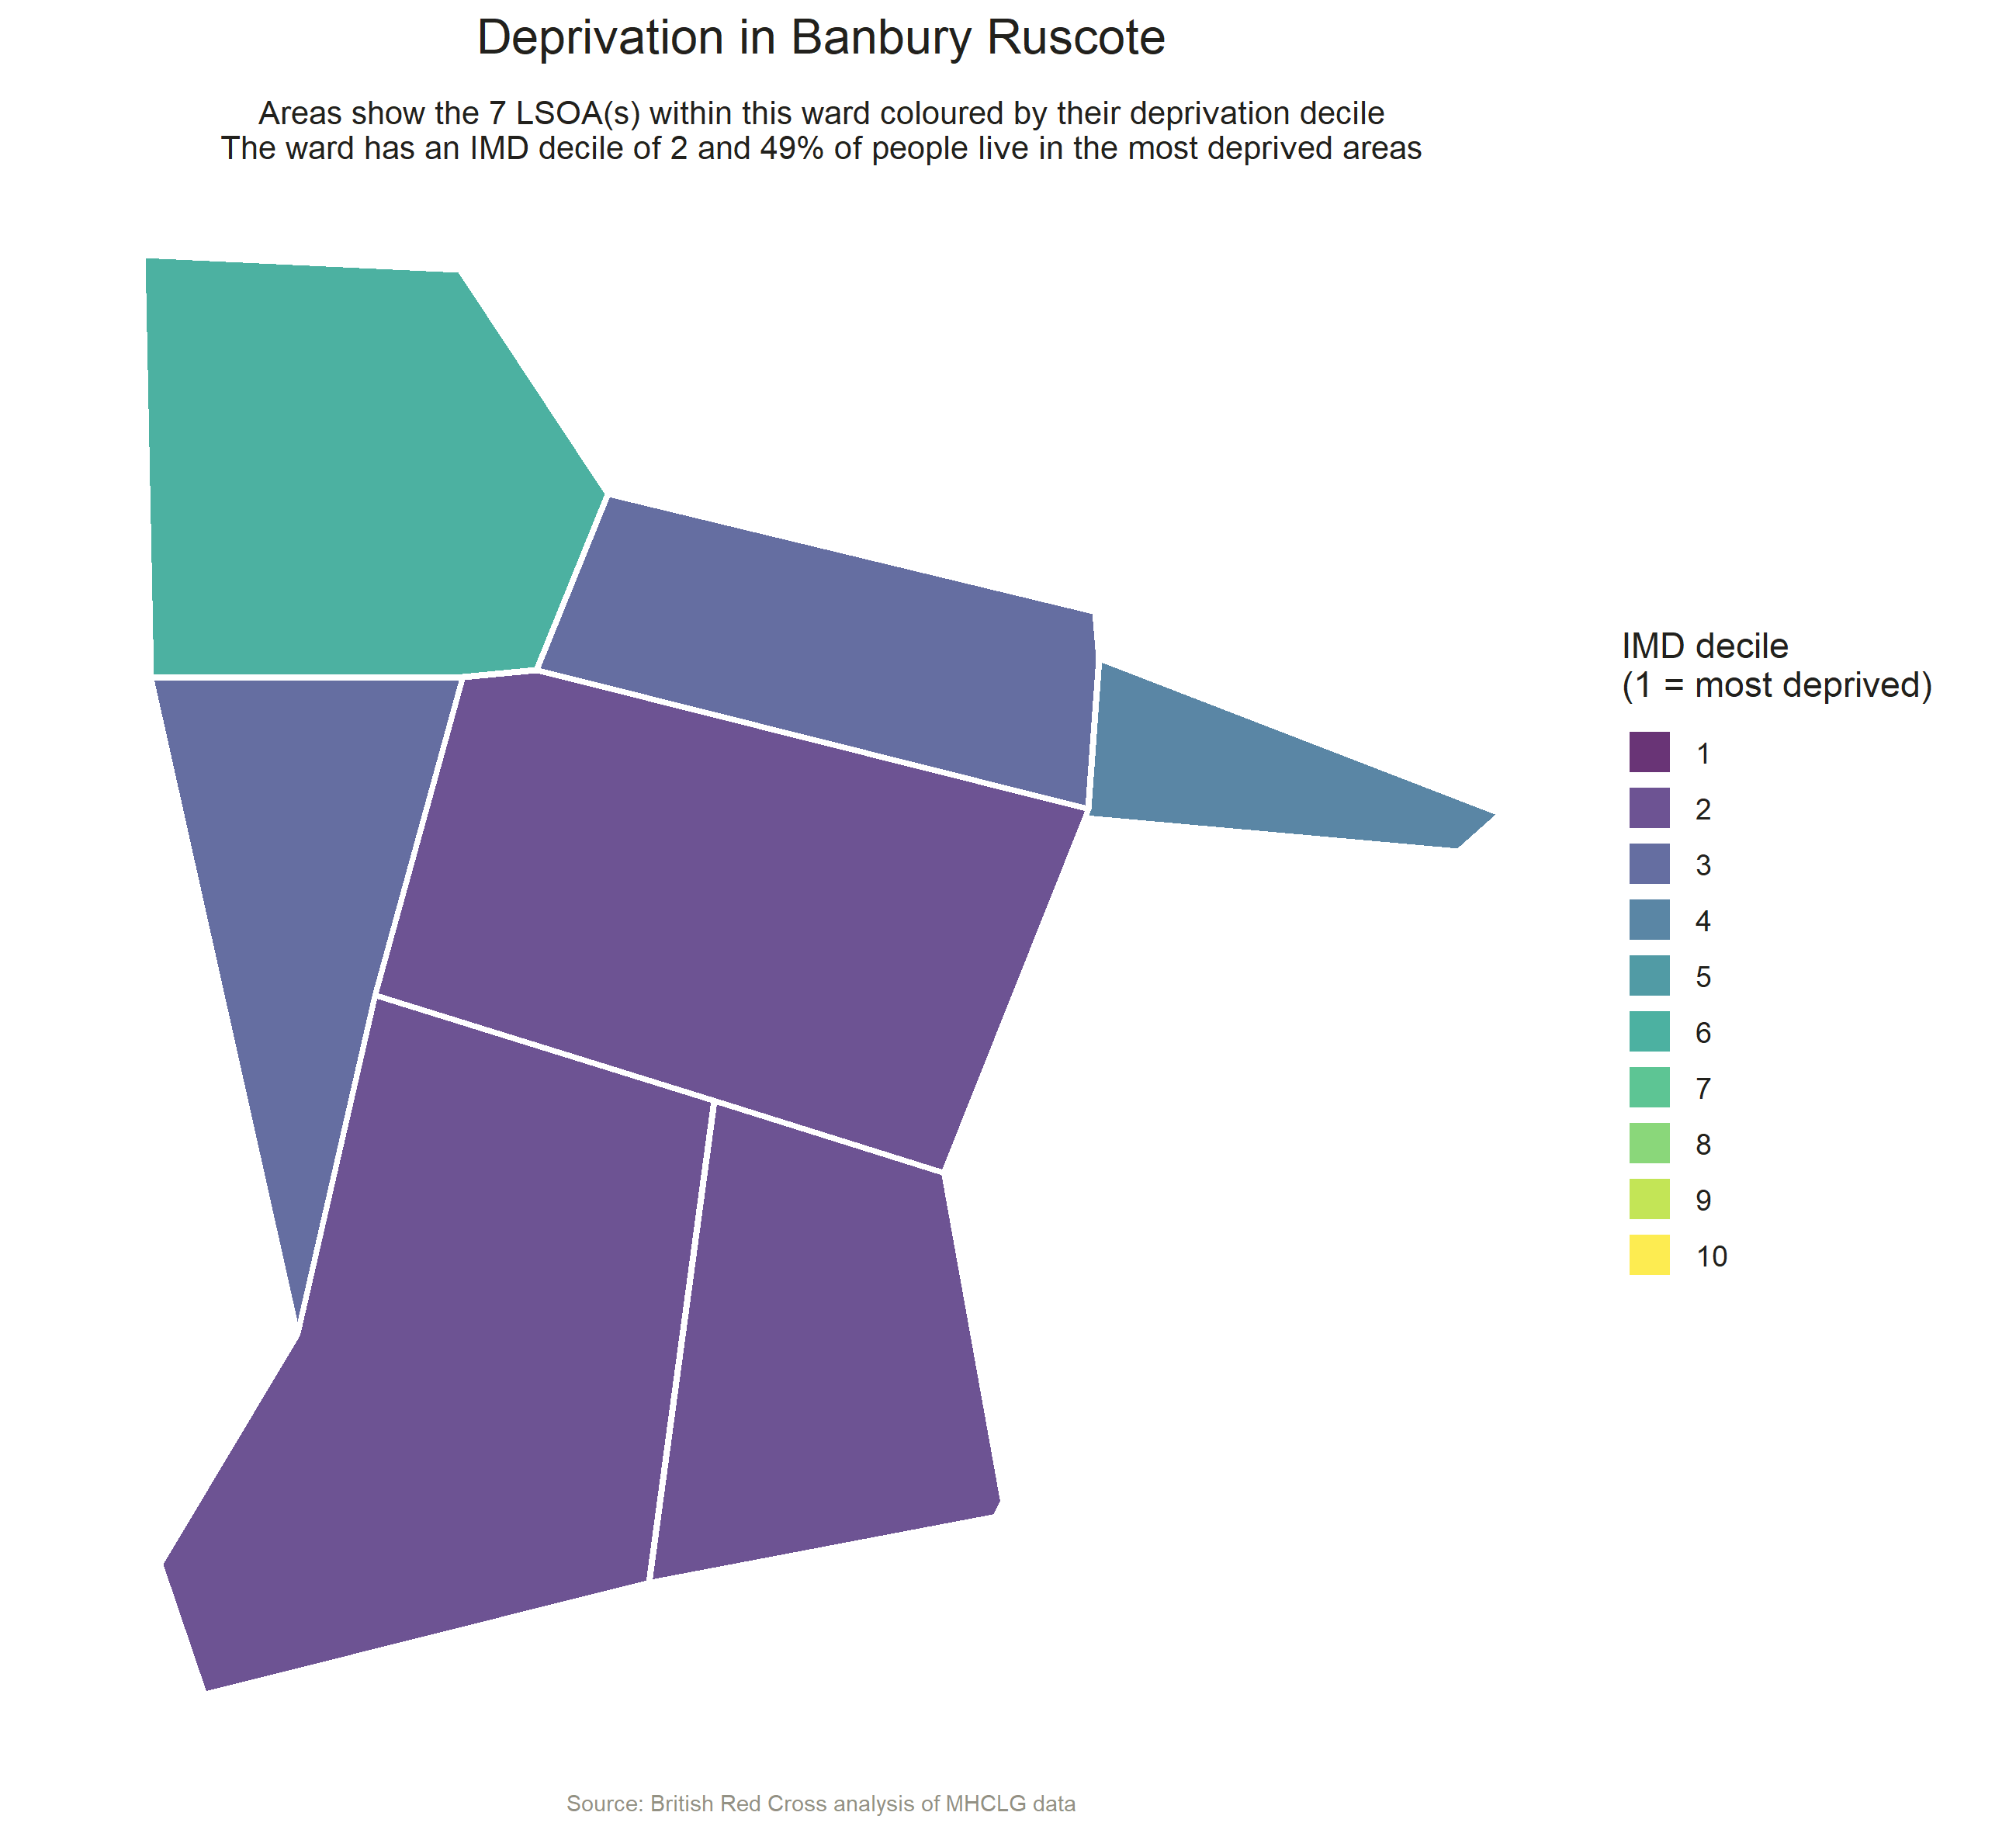 Deprivation in Banbury Ruscote
Areas show the 7 LSOA(s) within this ward coloured by their deprivation decile
The ward has an IMD decile of 2 and 49% of people live in the most deprived areas
IMD decile
(1 = most deprived)
1
2
3
4
5
6
7
8
9
10
Source: British Red Cross analysis of MHCLG data